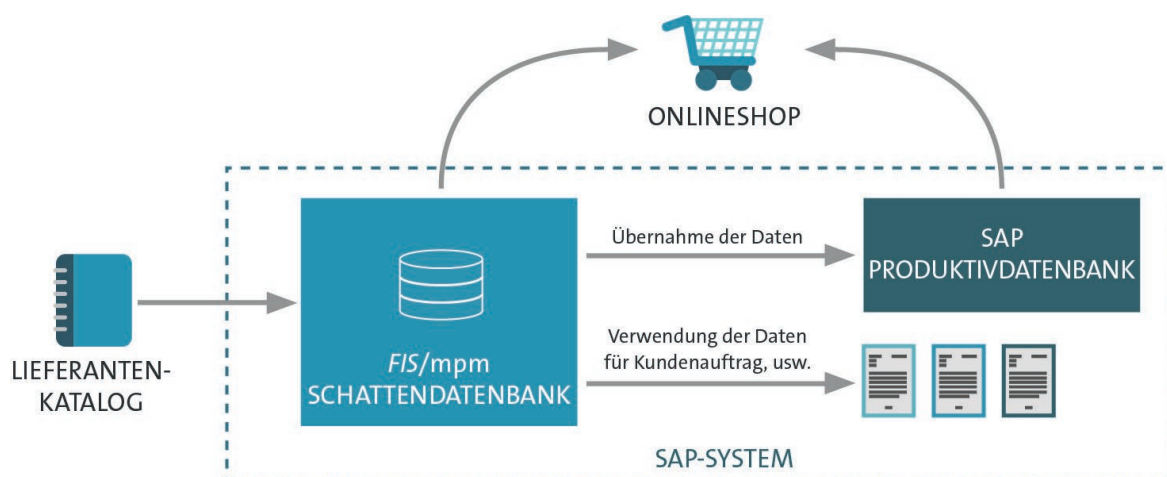 ONLINESHOP
LIEFERANTEN-
KATALOG
FIS/mpm
SCHATTENDATENBANK
Übernahme der Daten
SAP
PRODUKTIVDATENBANK
Verwendung der Daten
für Kundenauftrag, usw.
SAP-SYSTEM